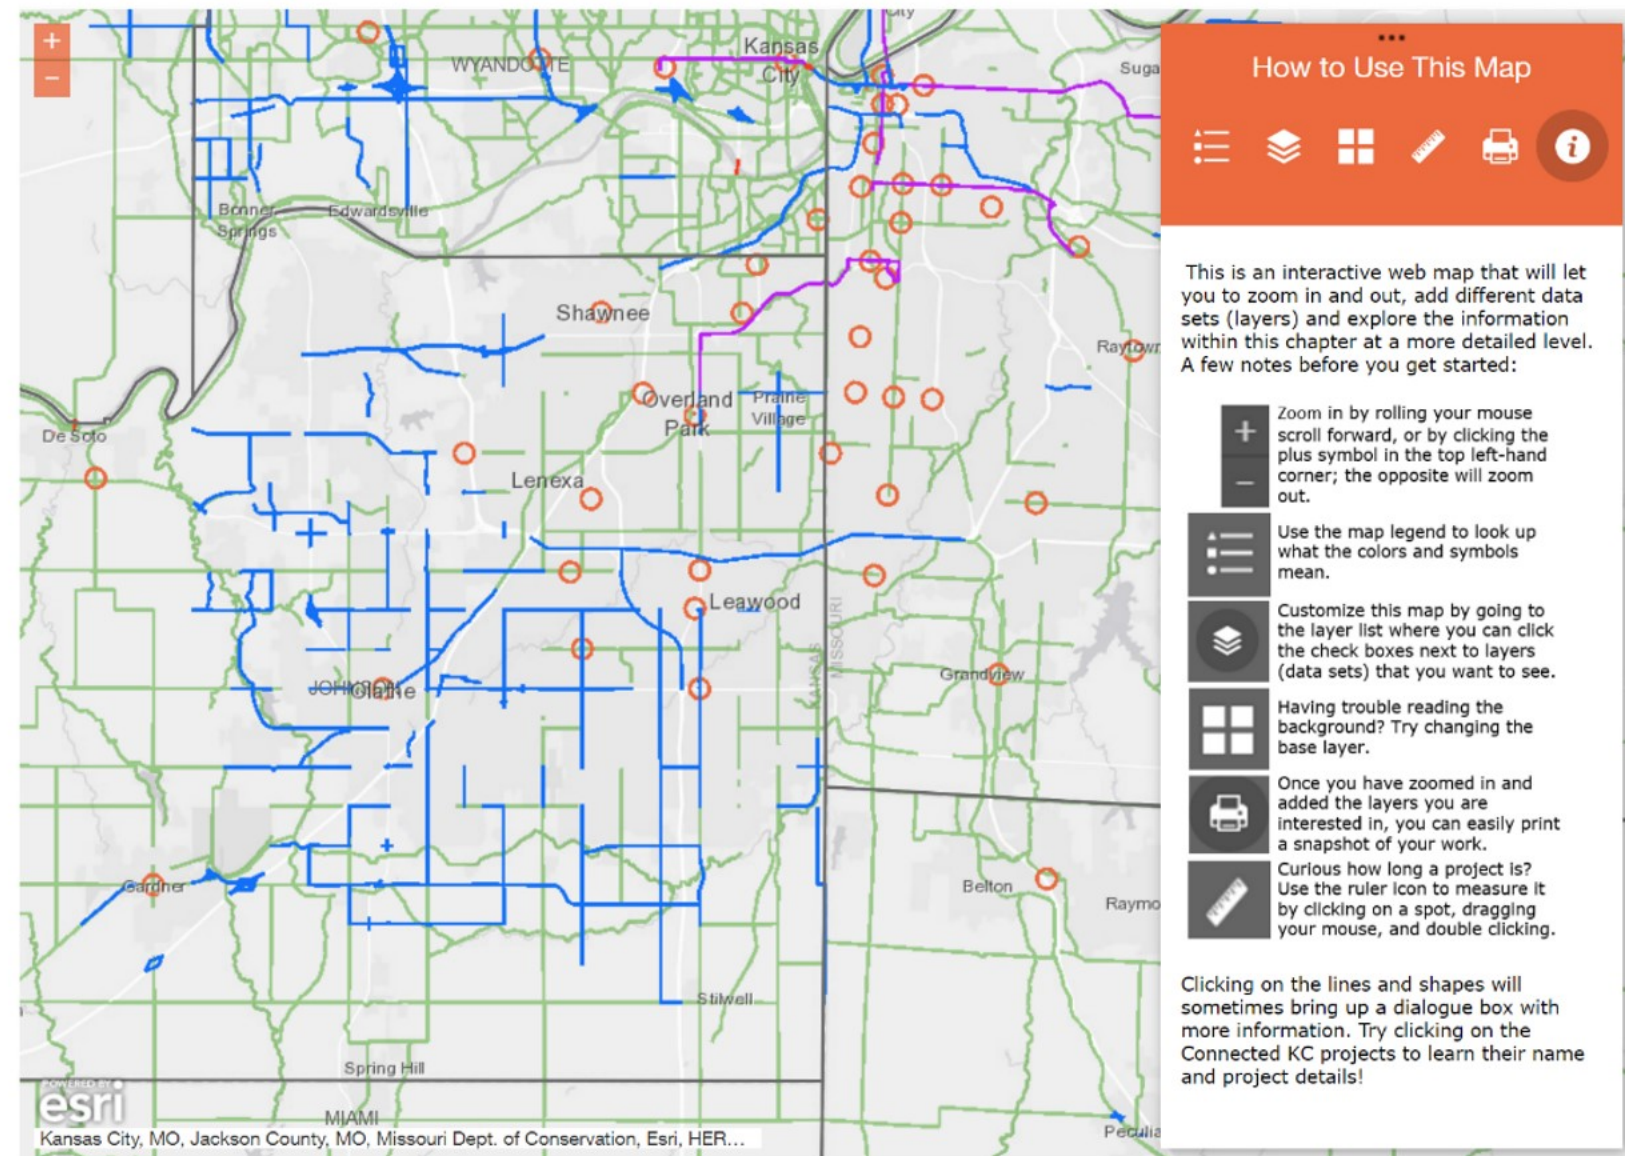 City
Kansas
City
WYANDOTTE
Suga
Bonner
Springs
Edwardsville
Shawnee
Raytown
Overland
Park
Prairie
Village
De Soto
Lenexa
Leawood
KANSAS
MISSOURI
JOHNSON
Olathe
Grandview
Gardner
Belton
Raymo
Stilwell
Spring Hill
MIAMI
Peculia
POWERED BY
esri
Kansas City, MO, Jackson County, MO, Missouri Dept. of Conservation, Esri, HER...
How to Use This Map
This is an interactive web map that will let
you to zoom in and out, add different data
sets (layers) and explore the information
within this chapter at a more detailed level.
A few notes before you get started:
Zoom in by rolling your mouse
scroll forward, or by clicking the
plus symbol in the top left-hand
corner; the opposite will zoom
out.
Use the map legend to look up
what the colors and symbols
mean.
Customize this map by going to
the layer list where you can click
the check boxes next to layers
(data sets) that you want to see.
Having trouble reading the
background? Try changing the
base layer.
Once you have zoomed in and
added the layers you are
interested in, you can easily print
a snapshot of your work.
Curious how long a project is?
Use the ruler icon to measure it
by clicking on a spot, dragging
your mouse, and double clicking.
Clicking on the lines and shapes will
sometimes bring up a dialogue box with
more information. Try clicking on the
Connected KC projects to learn their name
and project details!